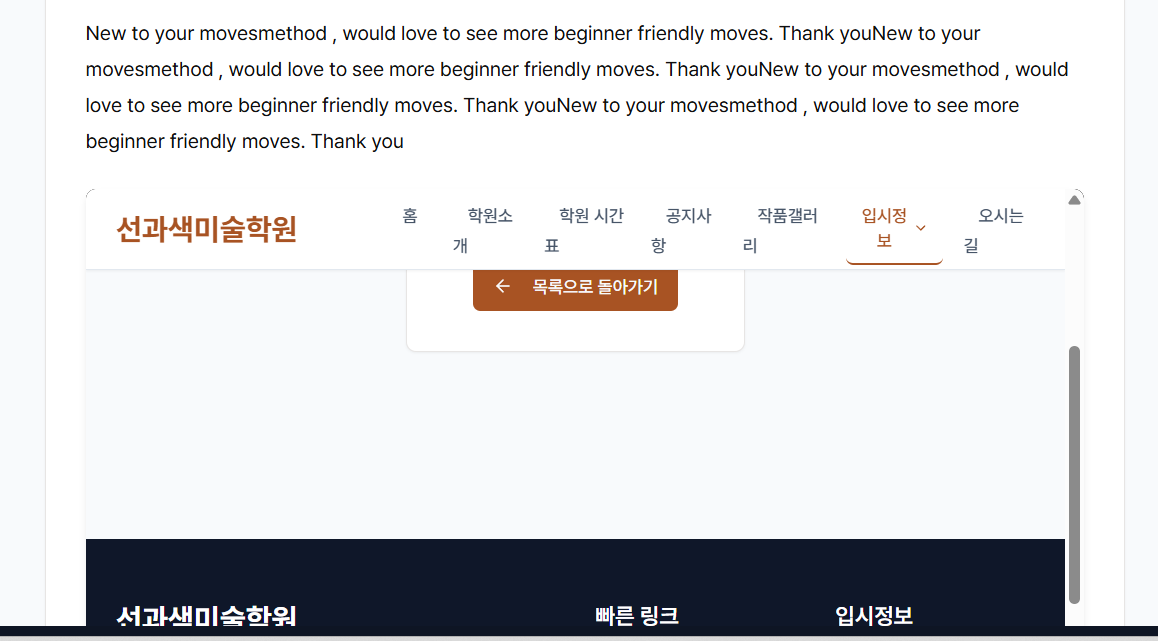 New to your movesmethod , would love to see more beginner friendly moves. Thank youNew to your
movesmethod , would love to see more beginner friendly moves. Thank youNew to your movesmethod , would
love to see more beginner friendly moves. Thank youNew to your movesmethod , would love to see more
beginner friendly moves. Thank you
선과색미술학원
홈
학원소
개
학원 시간
표
공지사
항
작품갤러
리
입시정
보
오시는
길
목록으로 돌아가기
선과색미술학원
빠른 링크
입시정보